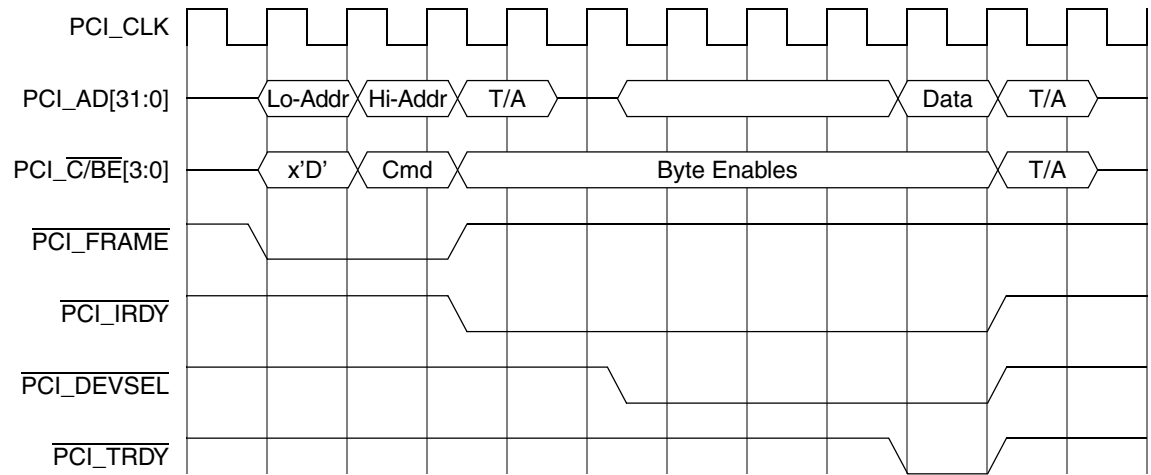 PCI_CLK
PCI_AD[31:0] Lo-Addr Hi-Addr T/A Data T/A
PCI_C/BE[3:0] x’D’ Cmd Byte Enables T/A
PCI_FRAME
PCI_IRDY
PCI_DEVSEL
PCI_TRDY